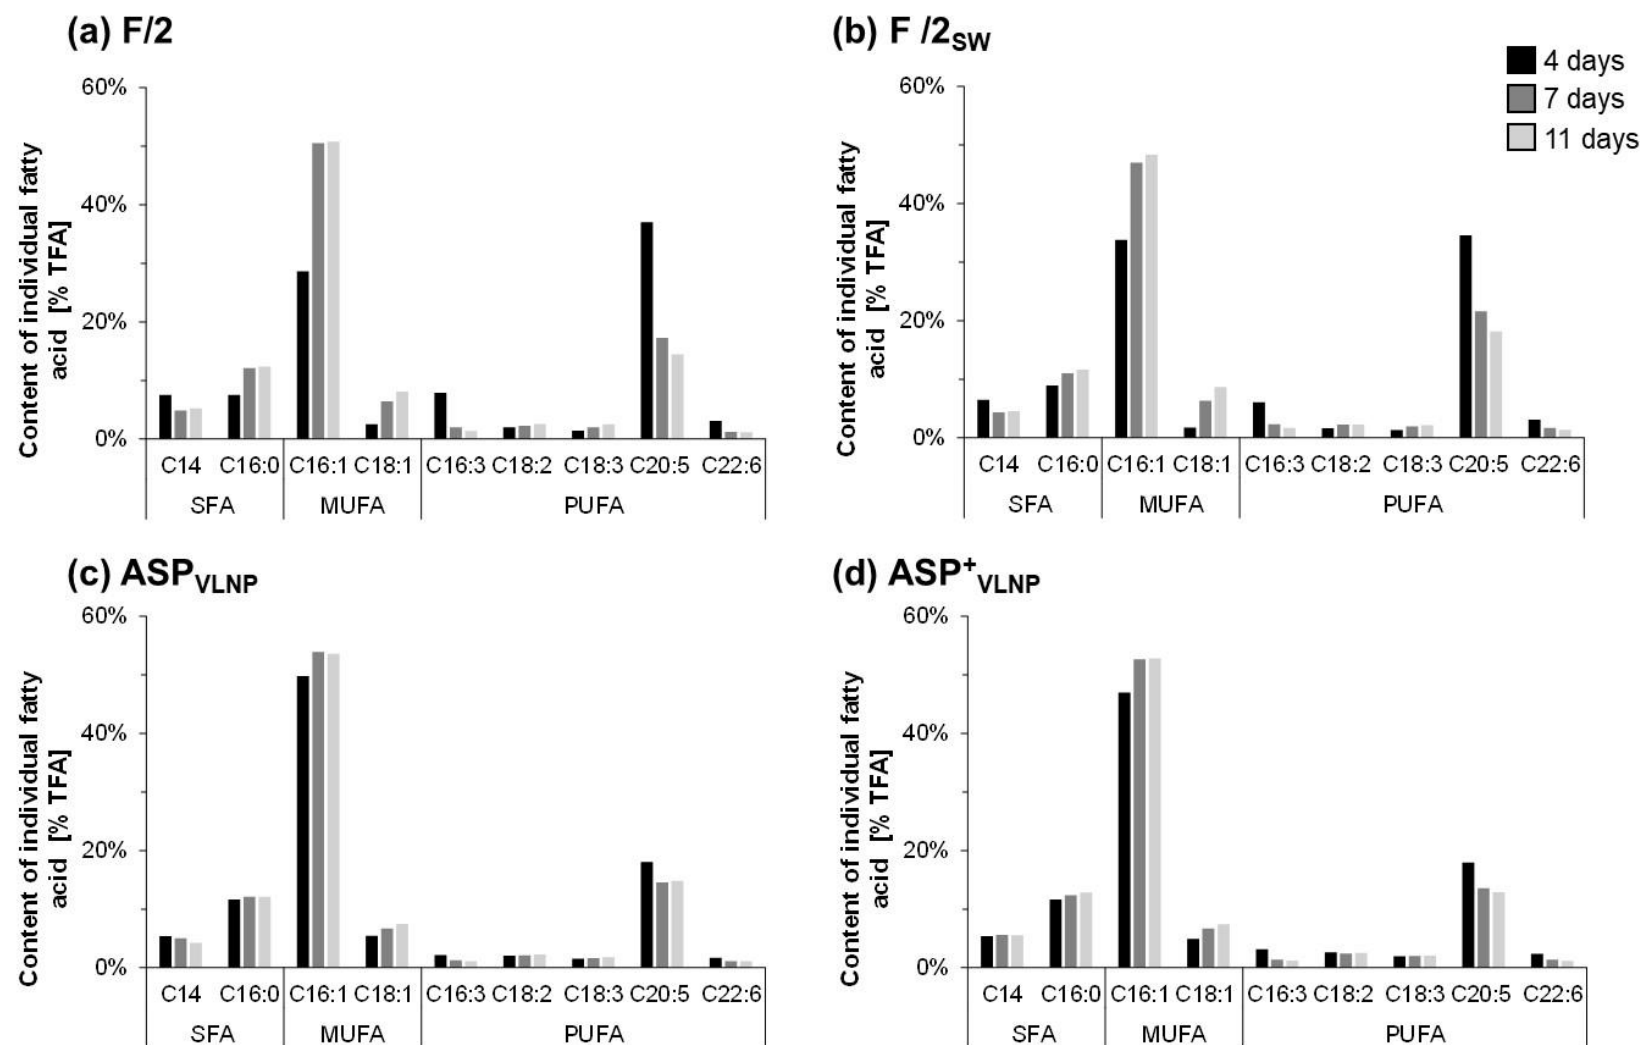 (a) F/2
(b) F /2SW
4 days
7 days
11 days
Content of individual fatty
acid [% TFA]
60%
40%
20%
0%
C14 C16:0 C16:1 C18:1 C16:3 C18:2 C18:3 C20:5 C22:6
SFA MUFA PUFA
Content of individual fatty
acid [% TFA]
60%
40%
20%
0%
C14 C16:0 C16:1 C18:1 C16:3 C18:2 C18:3 C20:5 C22:6
SFA MUFA PUFA
(c) ASPVLNP
Content of individual fatty
acid [% TFA]
60%
40%
20%
0%
C14 C16:0 C16:1 C18:1 C16:3 C18:2 C18:3 C20:5 C22:6
SFA MUFA PUFA
(d) ASP+VLNP
Content of individual fatty
acid [% TFA]
60%
40%
20%
0%
C14 C16:0 C16:1 C18:1 C16:3 C18:2 C18:3 C20:5 C22:6
SFA MUFA PUFA